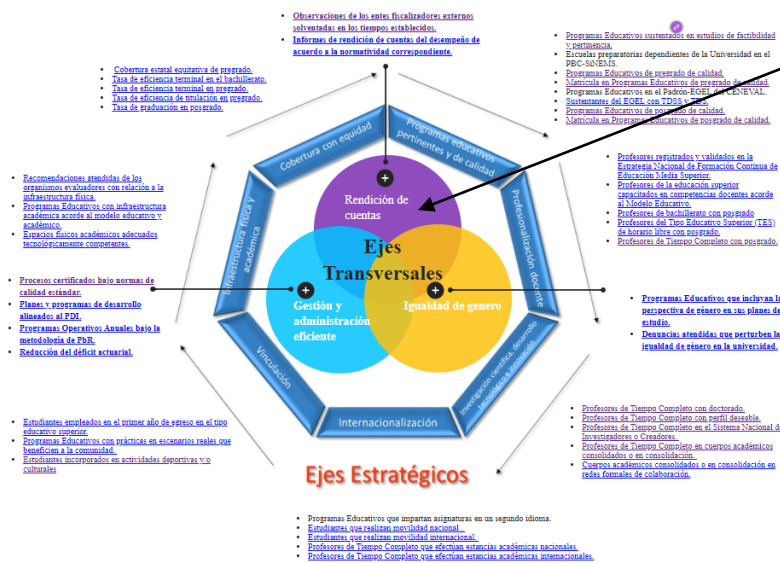 Observaciones de los entes fiscalizadores externos
solventadas en los tiempos establecidos.
Informes de rendición de cuentas del desempeño de
acuerdo a la normatividad correspondiente.
Programas Educativos sustentados en estudios de factibilidad
y pertinencia.
Escuelas preparatorias dependientes de la Universidad en el
PBC-SiNEMS.
Programas Educativos de pregrado de calidad.
Matrícula en Programas Educativos de pregrado de calidad.
Programas Educativos en el Padrón-EGEL del CENEVAL.
Sustentantes del EGEL con TDSS y TDS.
Programas Educativos de posgrado de calidad.
Matrícula en Programas Educativos de posgrado de calidad.
Cobertura estatal equitativa de pregrado.
Tasa de eficiencia terminal en el bachillerato.
Tasa de eficiencia terminal en pregrado.
Tasa de eficiencia de titulación en pregrado.
Tasa de graduación en posgrado.
Cobertura con equidad
Programas educativos
pertinentes y de calidad
Profesores registrados y validados en la
Estrategia Nacional de Formación Continua de
Educación Media Superior.
Profesores de la educación superior
capacitados en competencias docentes acorde
al Modelo Educativo.
Profesores de bachillerato con posgrado
Profesores del Tipo Educativo Superior (TES)
de horario libre con posgrado.
Profesores de Tiempo Completo con posgrado.
Recomendaciones atendidas de los
organismos evaluadores con relación a la
infraestructura física.
Programas Educativos con infraestructura
académica acorde al modelo educativo y
académico.
Espacios físicos académicos adecuados
tecnológicamente competentes.
Infraestructura física y
académica
Profesionalización docente
Rendición de
cuentas
Ejes
Transversales
Gestión y
administración
eficiente
Igualdad de genero
Procesos certificados bajo normas de
calidad estándar.
Planes y programas de desarrollo
alineados al PDI.
Programas Operativos Anuales bajo la
metodología de PbR.
Reducción del déficit actuarial.
Programas Educativos que incluyan la
perspectiva de género en sus planes de
estudio.
Denuncias atendidas que perturben la
igualdad de género en la universidad.
Vinculación
Internacionalización
Investigación científica, desarrollo
tecnológico e innovación
Estudiantes empleados en el primer año de egreso en el tipo
educativo superior.
Programas Educativos con prácticas en escenarios reales que
beneficien a la comunidad.
Estudiantes incorporados en actividades deportivas y/o
culturales
Profesores de Tiempo Completo con doctorado.
Profesores de Tiempo Completo con perfil deseable.
Profesores de Tiempo Completo en el Sistema Nacional de
Investigadores o Creadores.
Profesores de Tiempo Completo en cuerpos académicos
consolidados o en consolidación.
Cuerpos académicos consolidados o en consolidación en
redes formales de colaboración.
Ejes Estratégicos
Programas Educativos que impartan asignaturas en un segundo idioma.
Estudiantes que realizan movilidad nacional .
Estudiantes que realizan movilidad internacional.
Profesores de Tiempo Completo que efectúan estancias académicas nacionales.
Profesores de Tiempo Completo que efectúan estancias académicas internacionales.